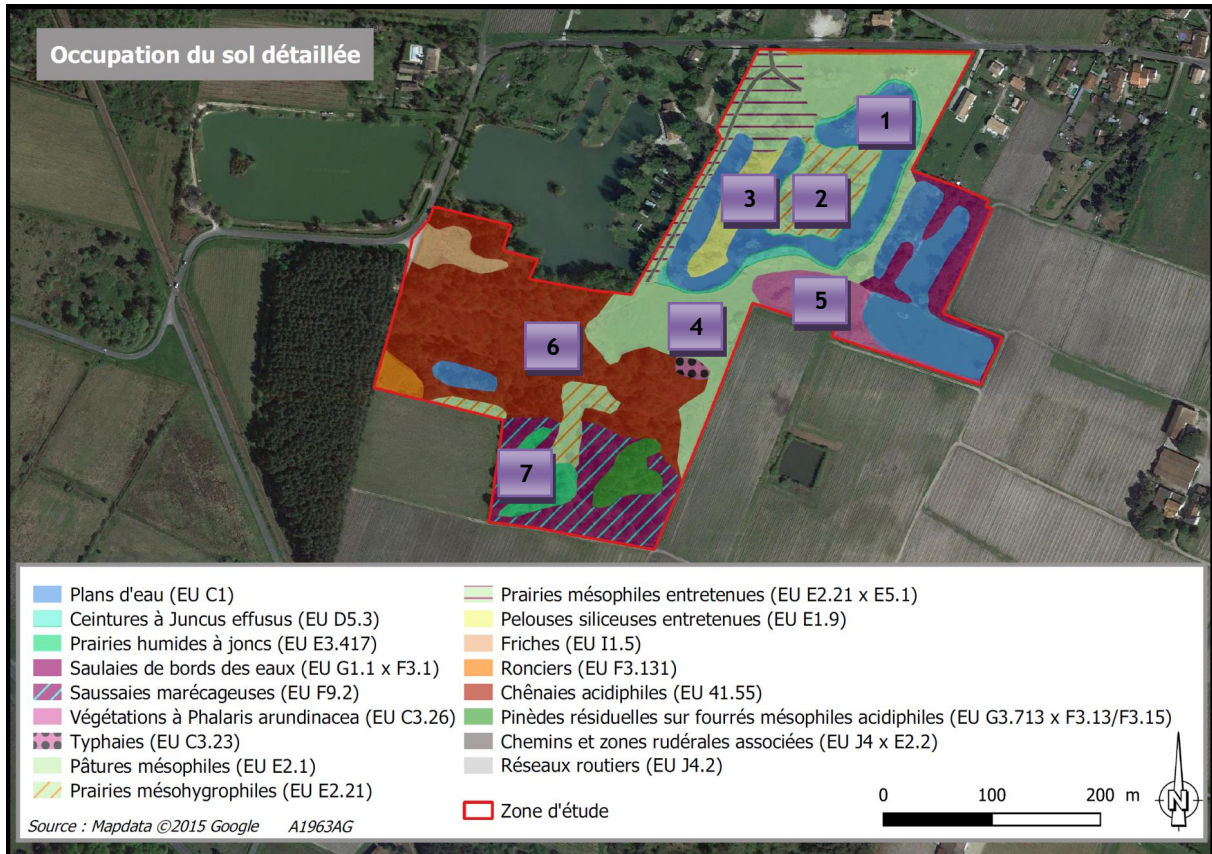 Occupation du sol détaillée
1
2
3
4
5
6
7
Plans d'eau (EU C1)
Ceintures à Juncus effusus (EU D5.3)
Prairies humides à joncs (EU E3.417)
Saulaies de bords des eaux (EU G1.1 x F3.1)
Saussaies marécageuses (EU F9.2)
Végétations à Phalaris arundinacea (EU C3.26)
Typhaies (EU C3.23)
Pâtures mésophiles (EU E2.1)
Prairies mésohygrophiles (EU E2.21)
Prairies mésophiles entretenues (EU E2.21 x E5.1)
Pelouses siliceuses entretenues (EU E1.9)
Friches (EU I1.5)
Ronciers (EU F3.131)
Chênaies acidiphiles (EU 41.55)
Pinèdes résiduelles sur fourrés mésophiles acidiphiles (EU G3.713 x F3.13/F3.15)
Chemins et zones rudérales associées (EU J4 x E2.2)
Réseaux routiers (EU J4.2)
Zone d'étude
0 100 200 m
N
Source : Mapdata ©2015 Google A1963AG